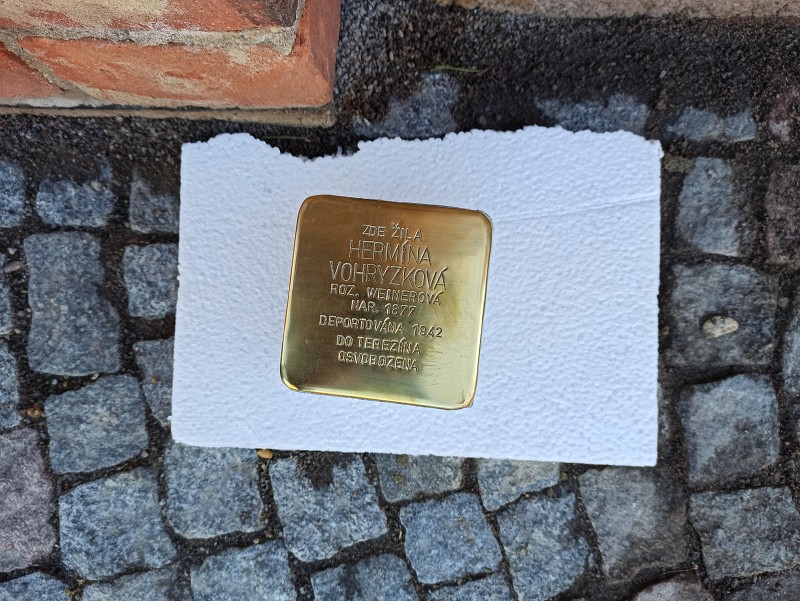 ZDE ŽILA
HERMÍNA
VOHRYZKOVÁ
ROZ. WEINEROVÁ
NAR. 1877
DEPORTOVÁNA 1942
DO TEREZÍNA
OSVOBOZENA